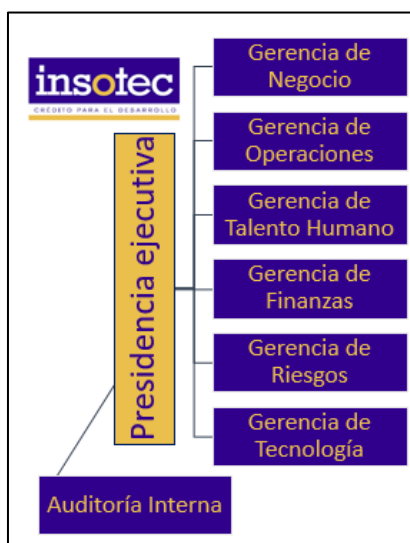 insotec
CRÉDITO PARA EL DESARROLLO
Presidencia ejecutiva
Gerencia de
Negocio
Gerencia de
Operaciones
Gerencia de
Talento Humano
Gerencia de
Finanzas
Gerencia de
Riesgos
Gerencia de
Tecnología
Auditoría Interna